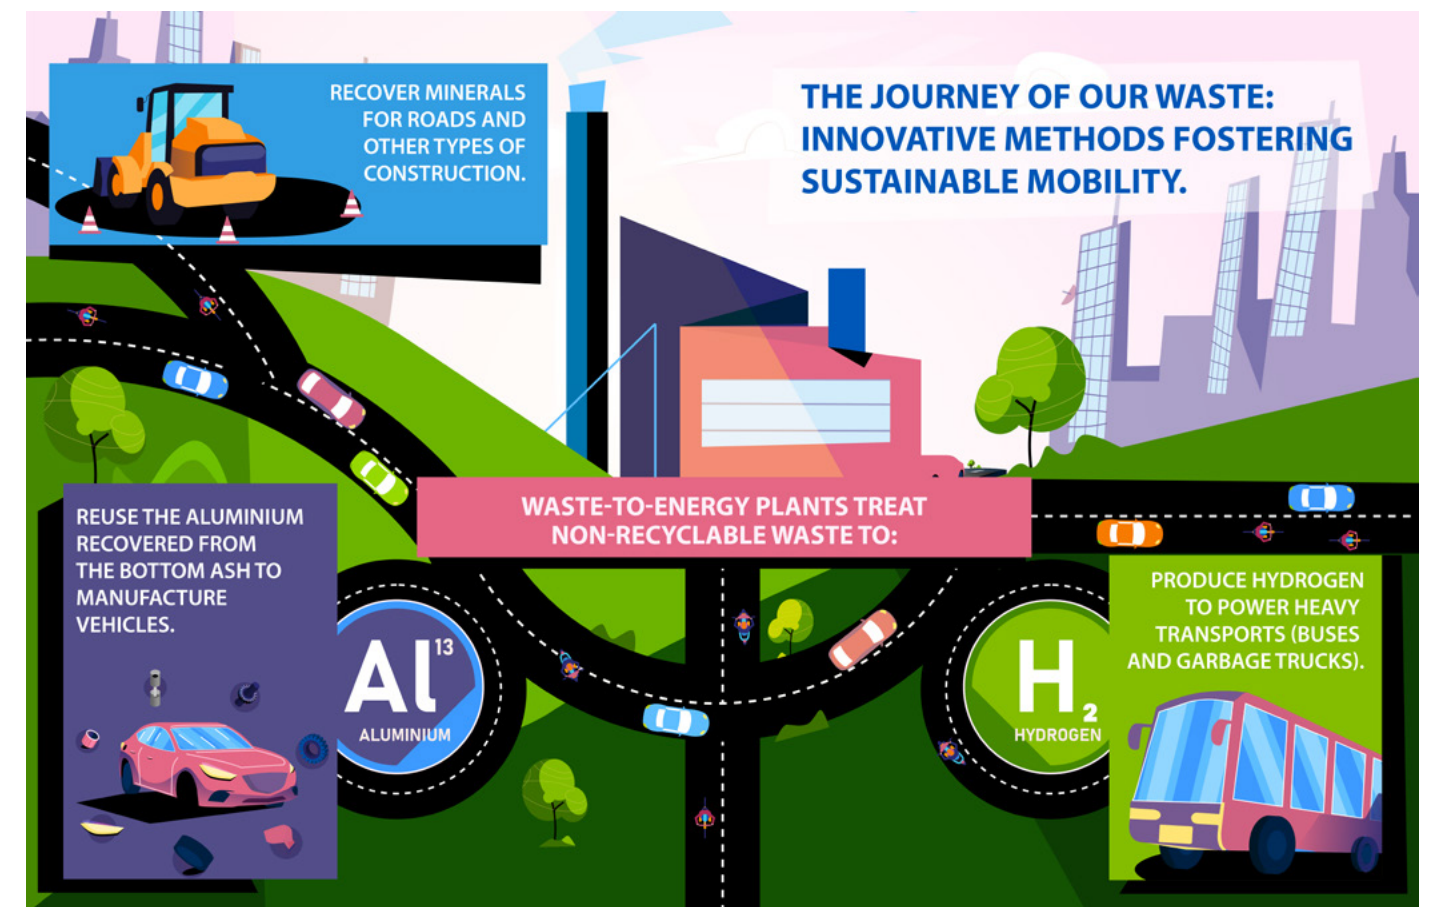 THE JOURNEY OF OUR WASTE:
INNOVATIVE METHODS FOSTERING
SUSTAINABLE MOBILITY.
RECOVER MINERALS
FOR ROADS AND
OTHER TYPES OF
CONSTRUCTION.
WASTE-TO-ENERGY PLANTS TREAT
NON-RECYCLABLE WASTE TO:
REUSE THE ALUMINIUM
RECOVERED FROM
THE BOTTOM ASH TO
MANUFACTURE
VEHICLES.
Al 13
ALUMINIUM
H2
HYDROGEN
PRODUCE HYDROGEN
TO POWER HEAVY
TRANSPORTS (BUSES
AND GARBAGE TRUCKS).